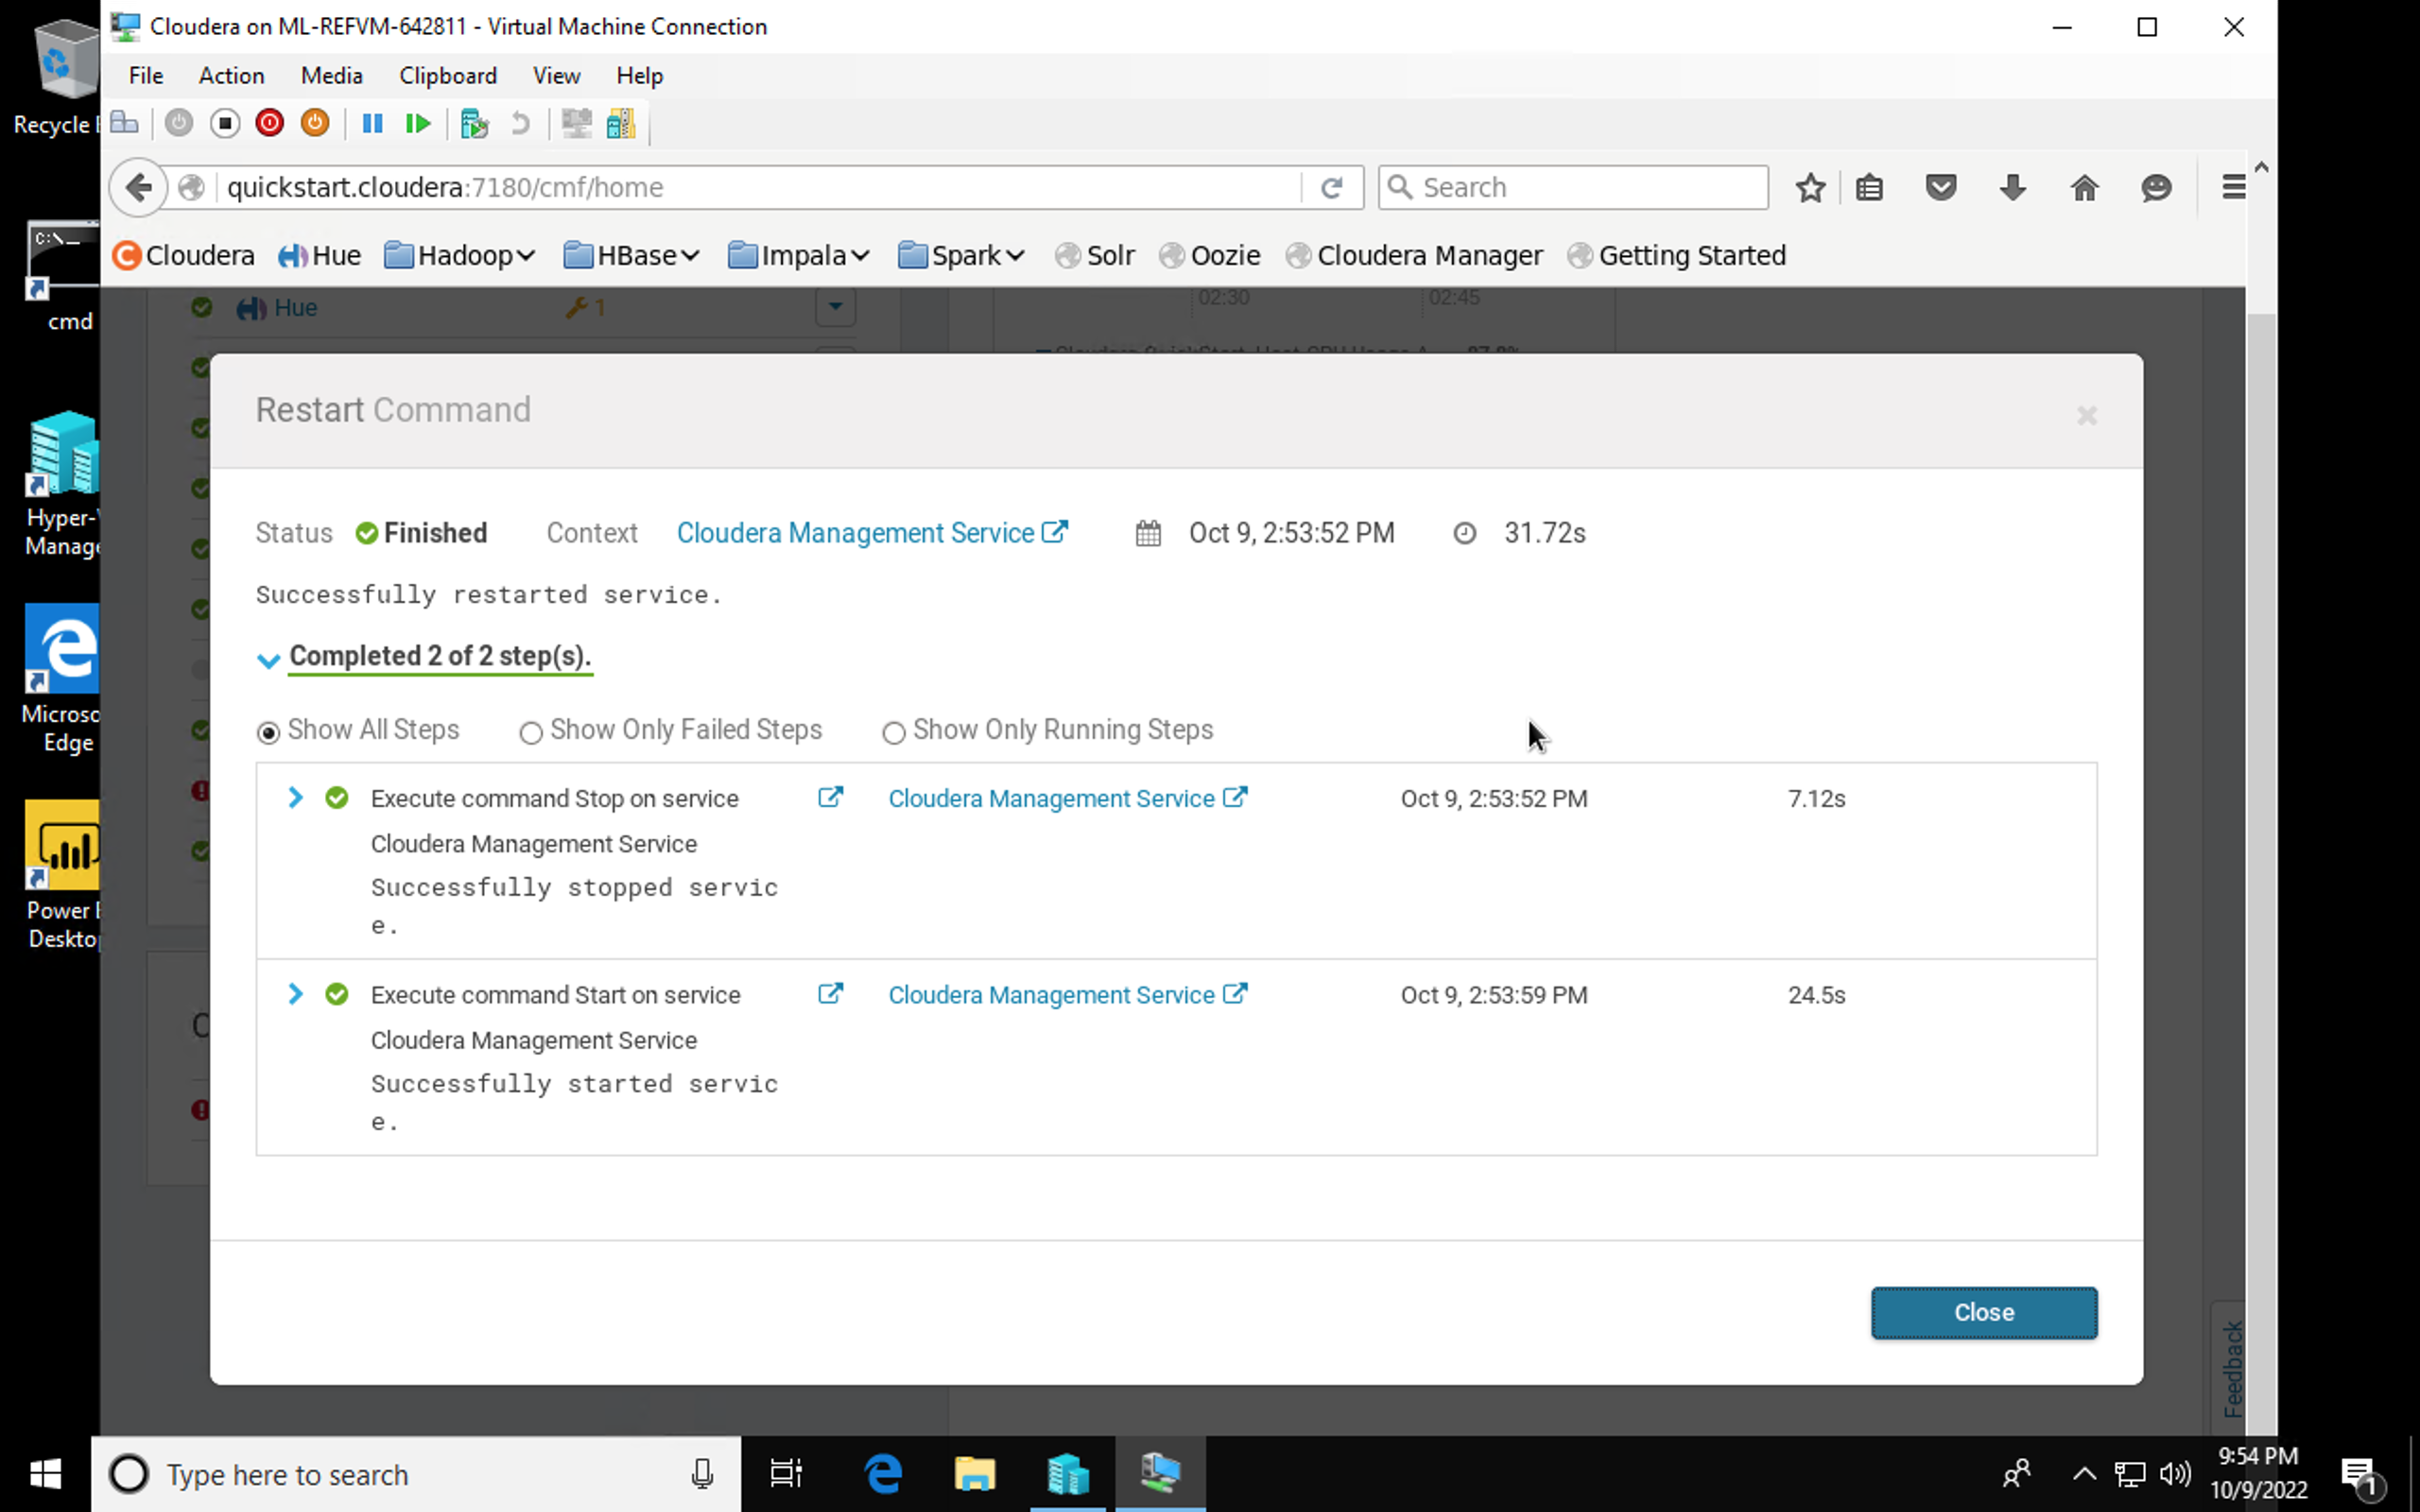 Cloudera on ML-REFVM-642811 - Virtual Machine Connection
File Action Media Clipboard View Help
quickstart.cloudera:7180/cmf/home
Search
Cloudera Hue Hadoop HBase Impala Spark Solr Oozie Cloudera Manager Getting Started
Recycle
cmd
Hyper-
Manage
Microso
Edge
Power
Deskto
Hue 1
02:30 02:45
Restart Command
Status Finished Context Cloudera Management Service Oct 9, 2:53:52 PM 31.72s
Successfully restarted service.
Completed 2 of 2 step(s).
Show All Steps Show Only Failed Steps Show Only Running Steps
Execute command Stop on service Cloudera Management Service Oct 9, 2:53:52 PM 7.12s
Cloudera Management Service
Successfully stopped servic
e.
Execute command Start on service Cloudera Management Service Oct 9, 2:53:59 PM 24.5s
Cloudera Management Service
Successfully started servic
e.
Close
Feedback
Type here to search
9:54 PM
10/9/2022
1